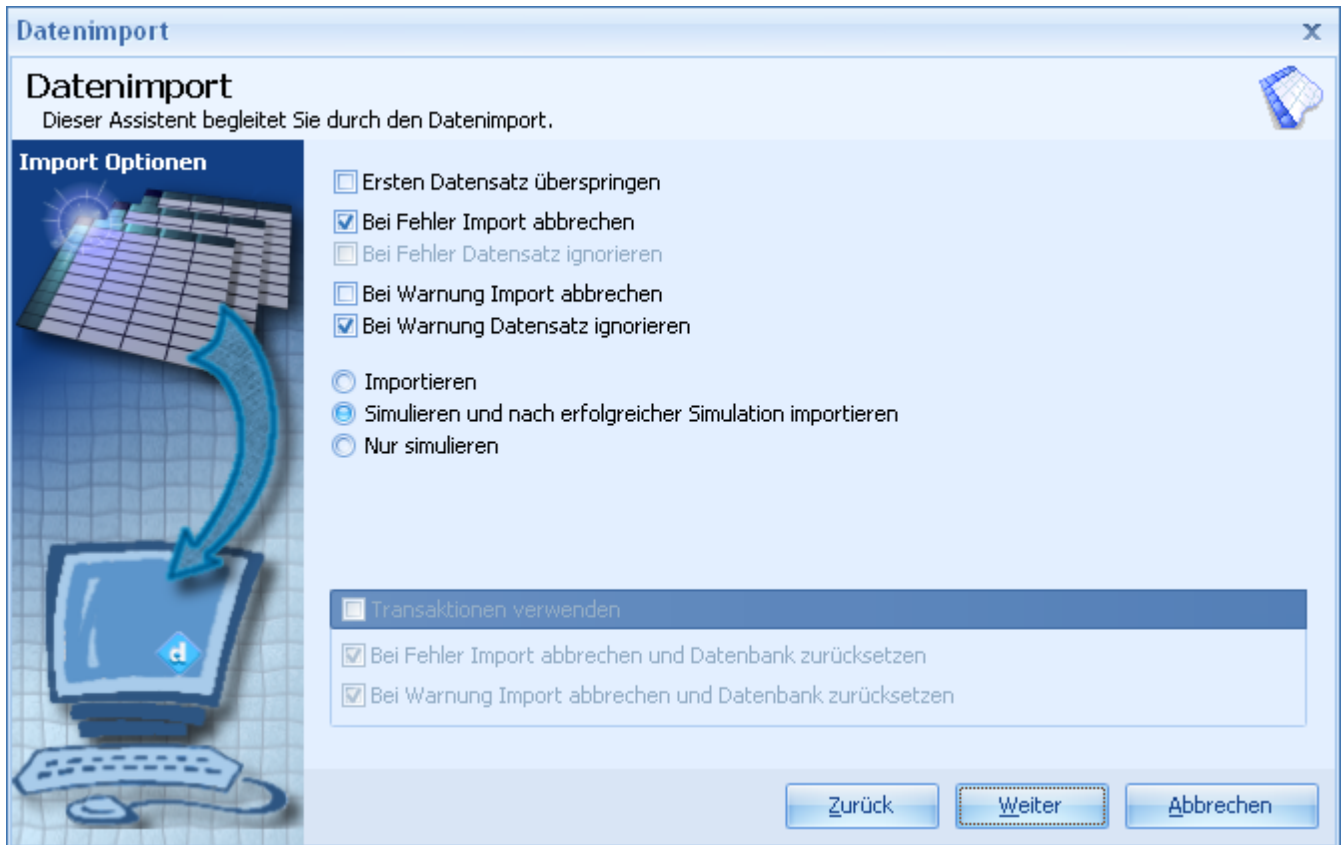 Datenimport
x
Datenimport
Dieser Assistent begleitet Sie durch den Datenimport.
Import Optionen
Ersten Datensatz überspringen
Bei Fehler Import abbrechen
Bei Fehler Datensatz ignorieren
Bei Warnung Import abbrechen
Bei Warnung Datensatz ignorieren
Importieren
Simulieren und nach erfolgreicher Simulation importieren
Nur simulieren
Transaktionen verwenden
Bei Fehler Import abbrechen und Datenbank zurücksetzen
Bei Warnung Import abbrechen und Datenbank zurücksetzen
d
Zurück Weiter Abbrechen